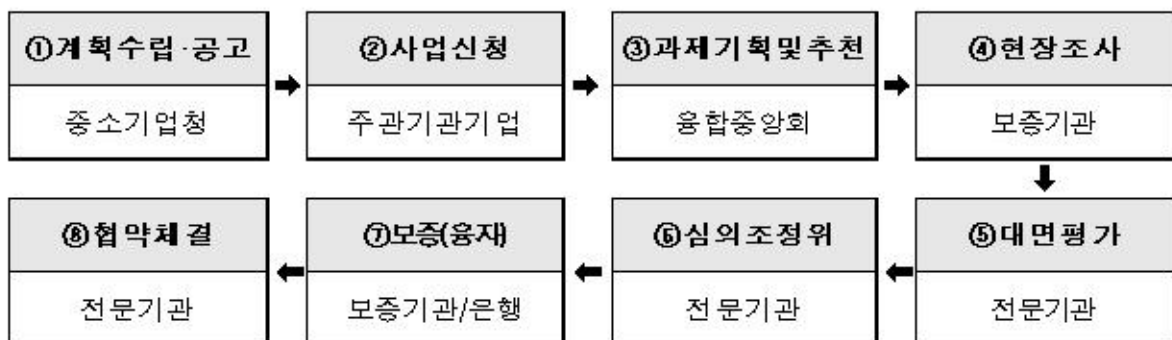 ①계획수립·공고
중소기업청
②사업신청
주관기관기업
③과제기획및추천
융합중앙회
④현장조사
보증기관
⑤대면평가
전문기관
⑥심의조정위
전문기관
⑦보증(융자)
보증기관/은행
⑧협약체결
전문기관